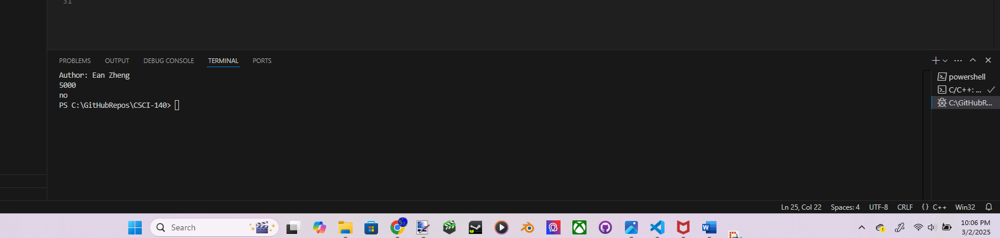 31
PROBLEMS OUTPUT DEBUG CONSOLE TERMINAL PORTS
Author: Ean Zheng
5000
no
PS C:\GitHubRepos\CSCI-140>
powershell
C/C++: ...
C:\GitHubR...
Ln 25, Col 22 Spaces: 4 UTF-8 CRLF {} C++ Win32
Search
10:06 PM
3/2/2025